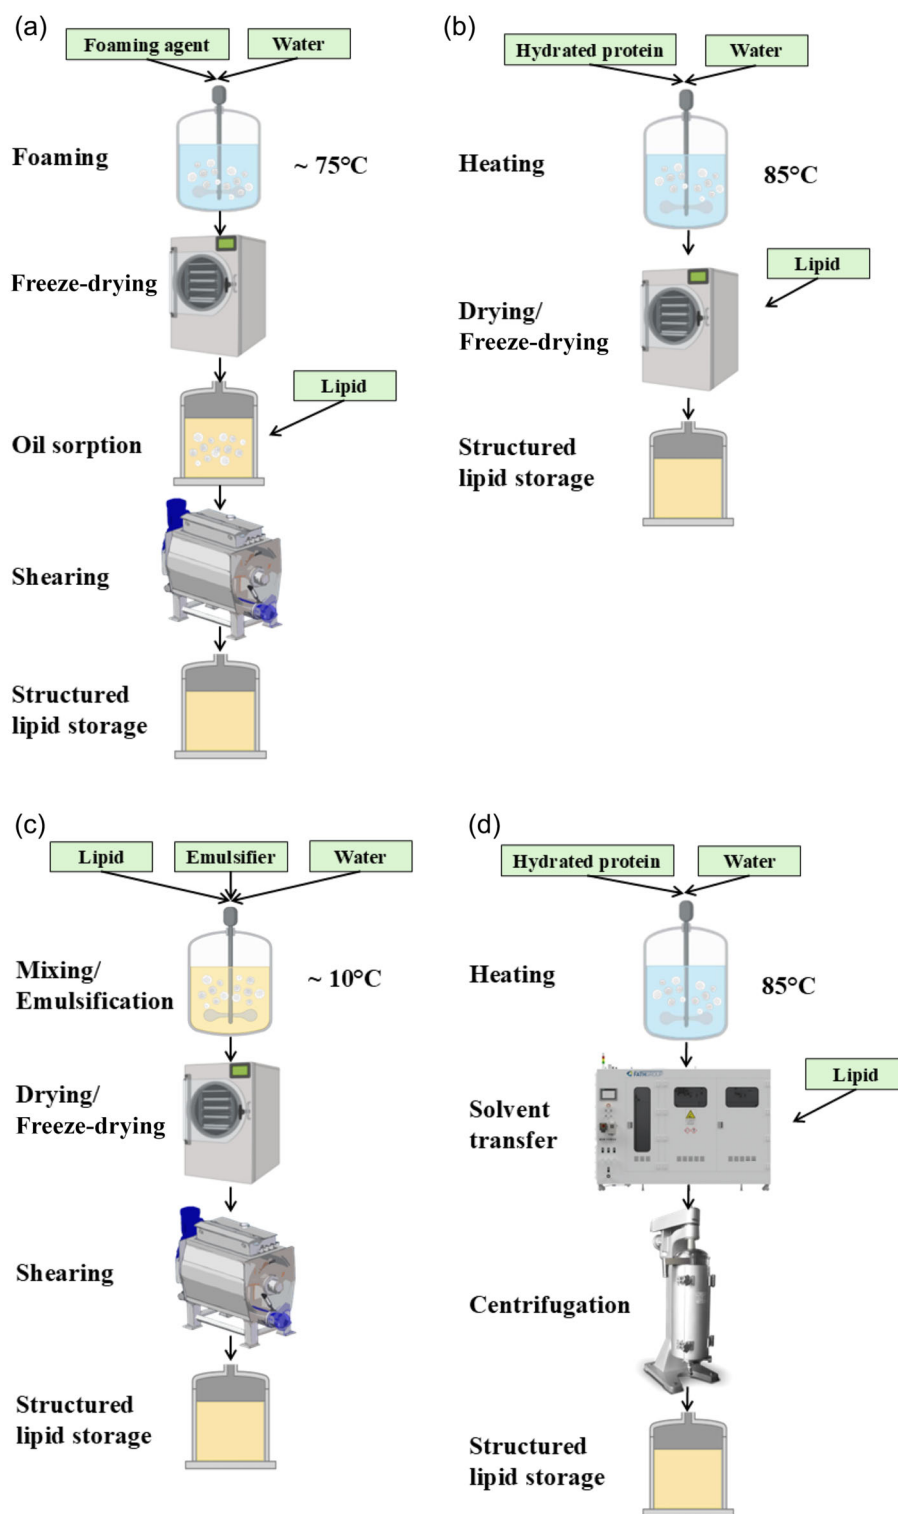 (a)
Foaming agent
Water
Foaming
~ 75°C
Freeze-drying
Lipid
Oil sorption
Shearing
Structured
lipid storage
(b)
Hydrated protein
Water
Heating
85°C
Lipid
Drying/
Freeze-drying
Structured
lipid storage
(c)
Lipid
Emulsifier
Water
Mixing/
Emulsification
~ 10°C
Drying/
Freeze-drying
Shearing
Structured
lipid storage
(d)
Hydrated protein
Water
Heating
85°C
Lipid
Solvent
transfer
Centrifugation
Structured
lipid storage